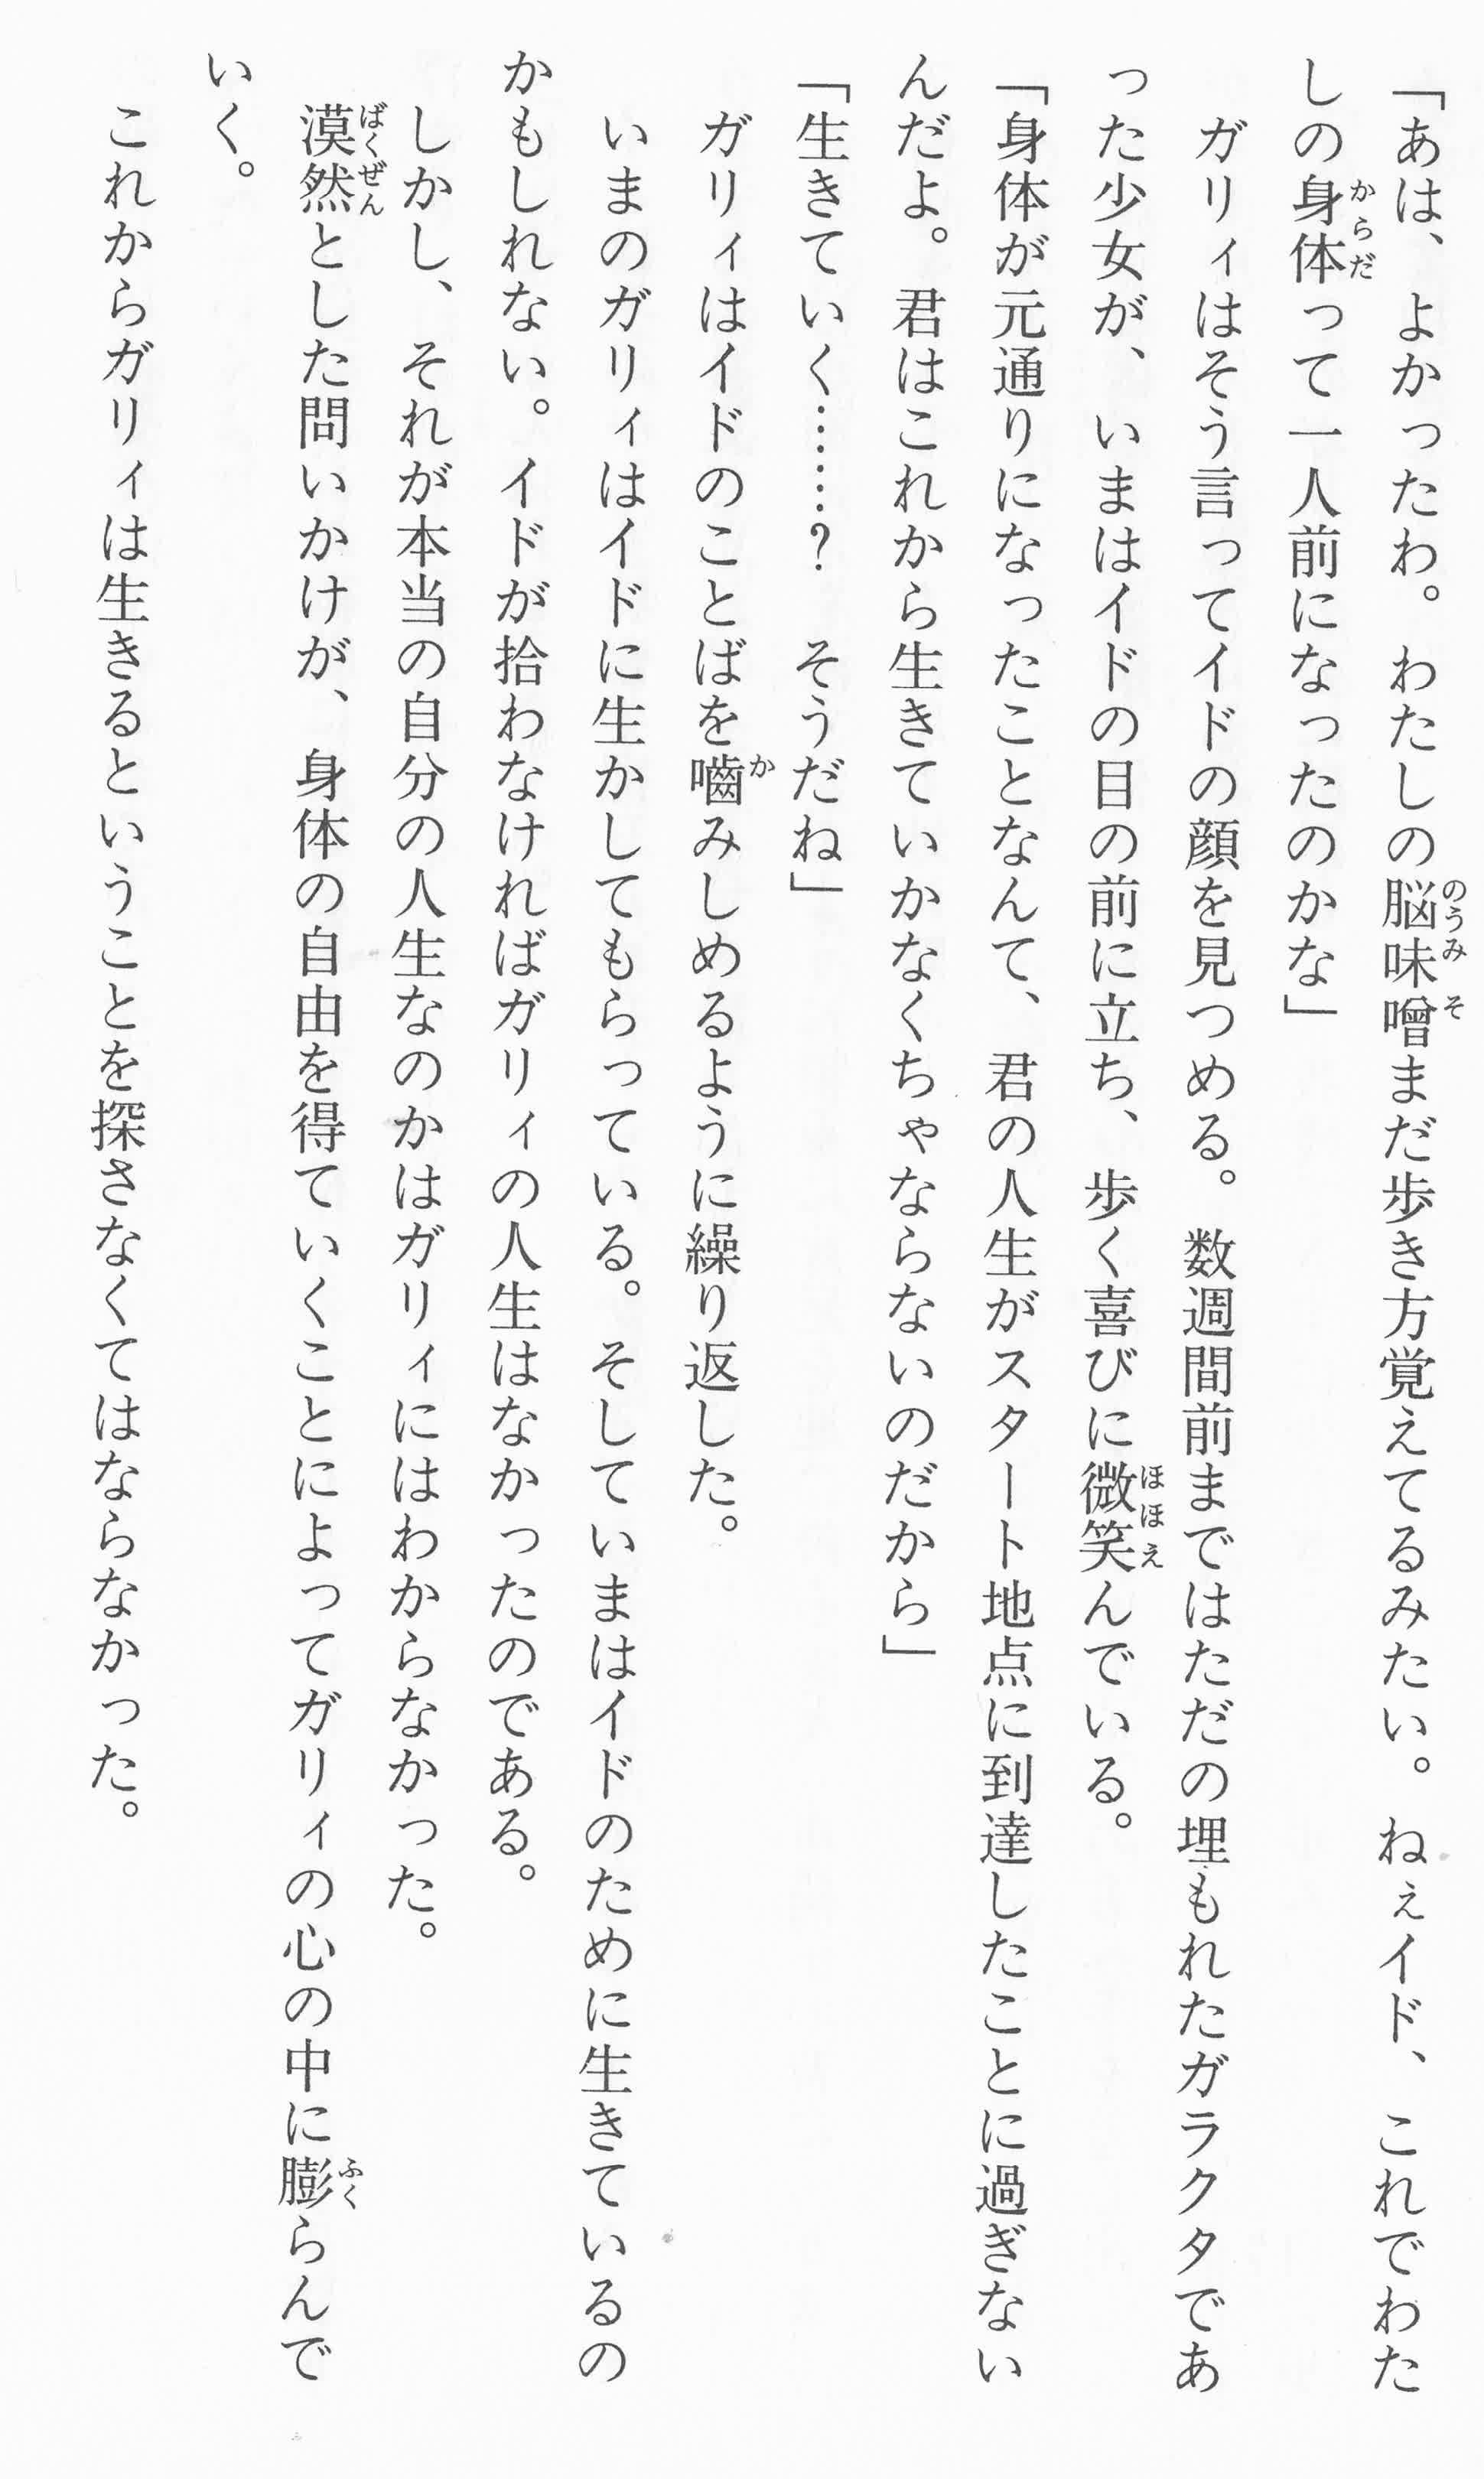 「あは、よかったわ。わたしの脳味噌まだ歩き方覚えてるみたい。ねぇイド、これでわた
しの身体って一人前になったのかな」
　ガリィはそう言ってイドの顔を見つめる。数週間前まではただの埋もれたガラクタであ
った少女が、いまはイドの目の前に立ち、歩く喜びに微笑んでいる。
「身体が元通りになったことなんて、君の人生がスタート地点に到達したことに過ぎない
んだよ。君はこれから生きていかなくちゃならないのだから」
「生きていく……？　そうだね」
　ガリィはイドのことばを嚙みしめるように繰り返した。
　いまのガリィはイドに生かしてもらっている。そしていまはイドのために生きているの
かもしれない。イドが拾わなければガリィの人生はなかったのである。
　しかし、それが本当の自分の人生なのかはガリィにはわからなかった。
　漠然とした問いかけが、身体の自由を得ていくことによってガリィの心の中に膨らんで
いく。
　これからガリィは生きるということを探さなくてはならなかった。